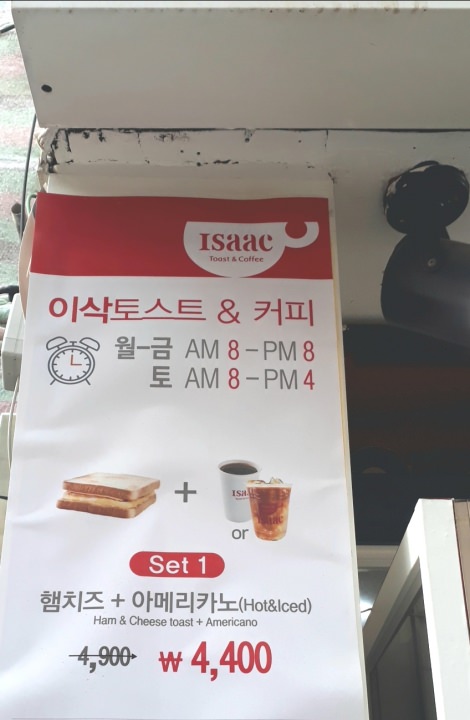 ISaac
Toast & Coffee
이삭토스트 & 커피
월-금 AM 8 - PM 8
토 AM 8 - PM 4
+
ISaac
ISaac
or
Set 1
햄치즈 + 아메리카노(Hot&Iced)
Ham & Cheese toast + Americano
4,900 ₩ 4,400